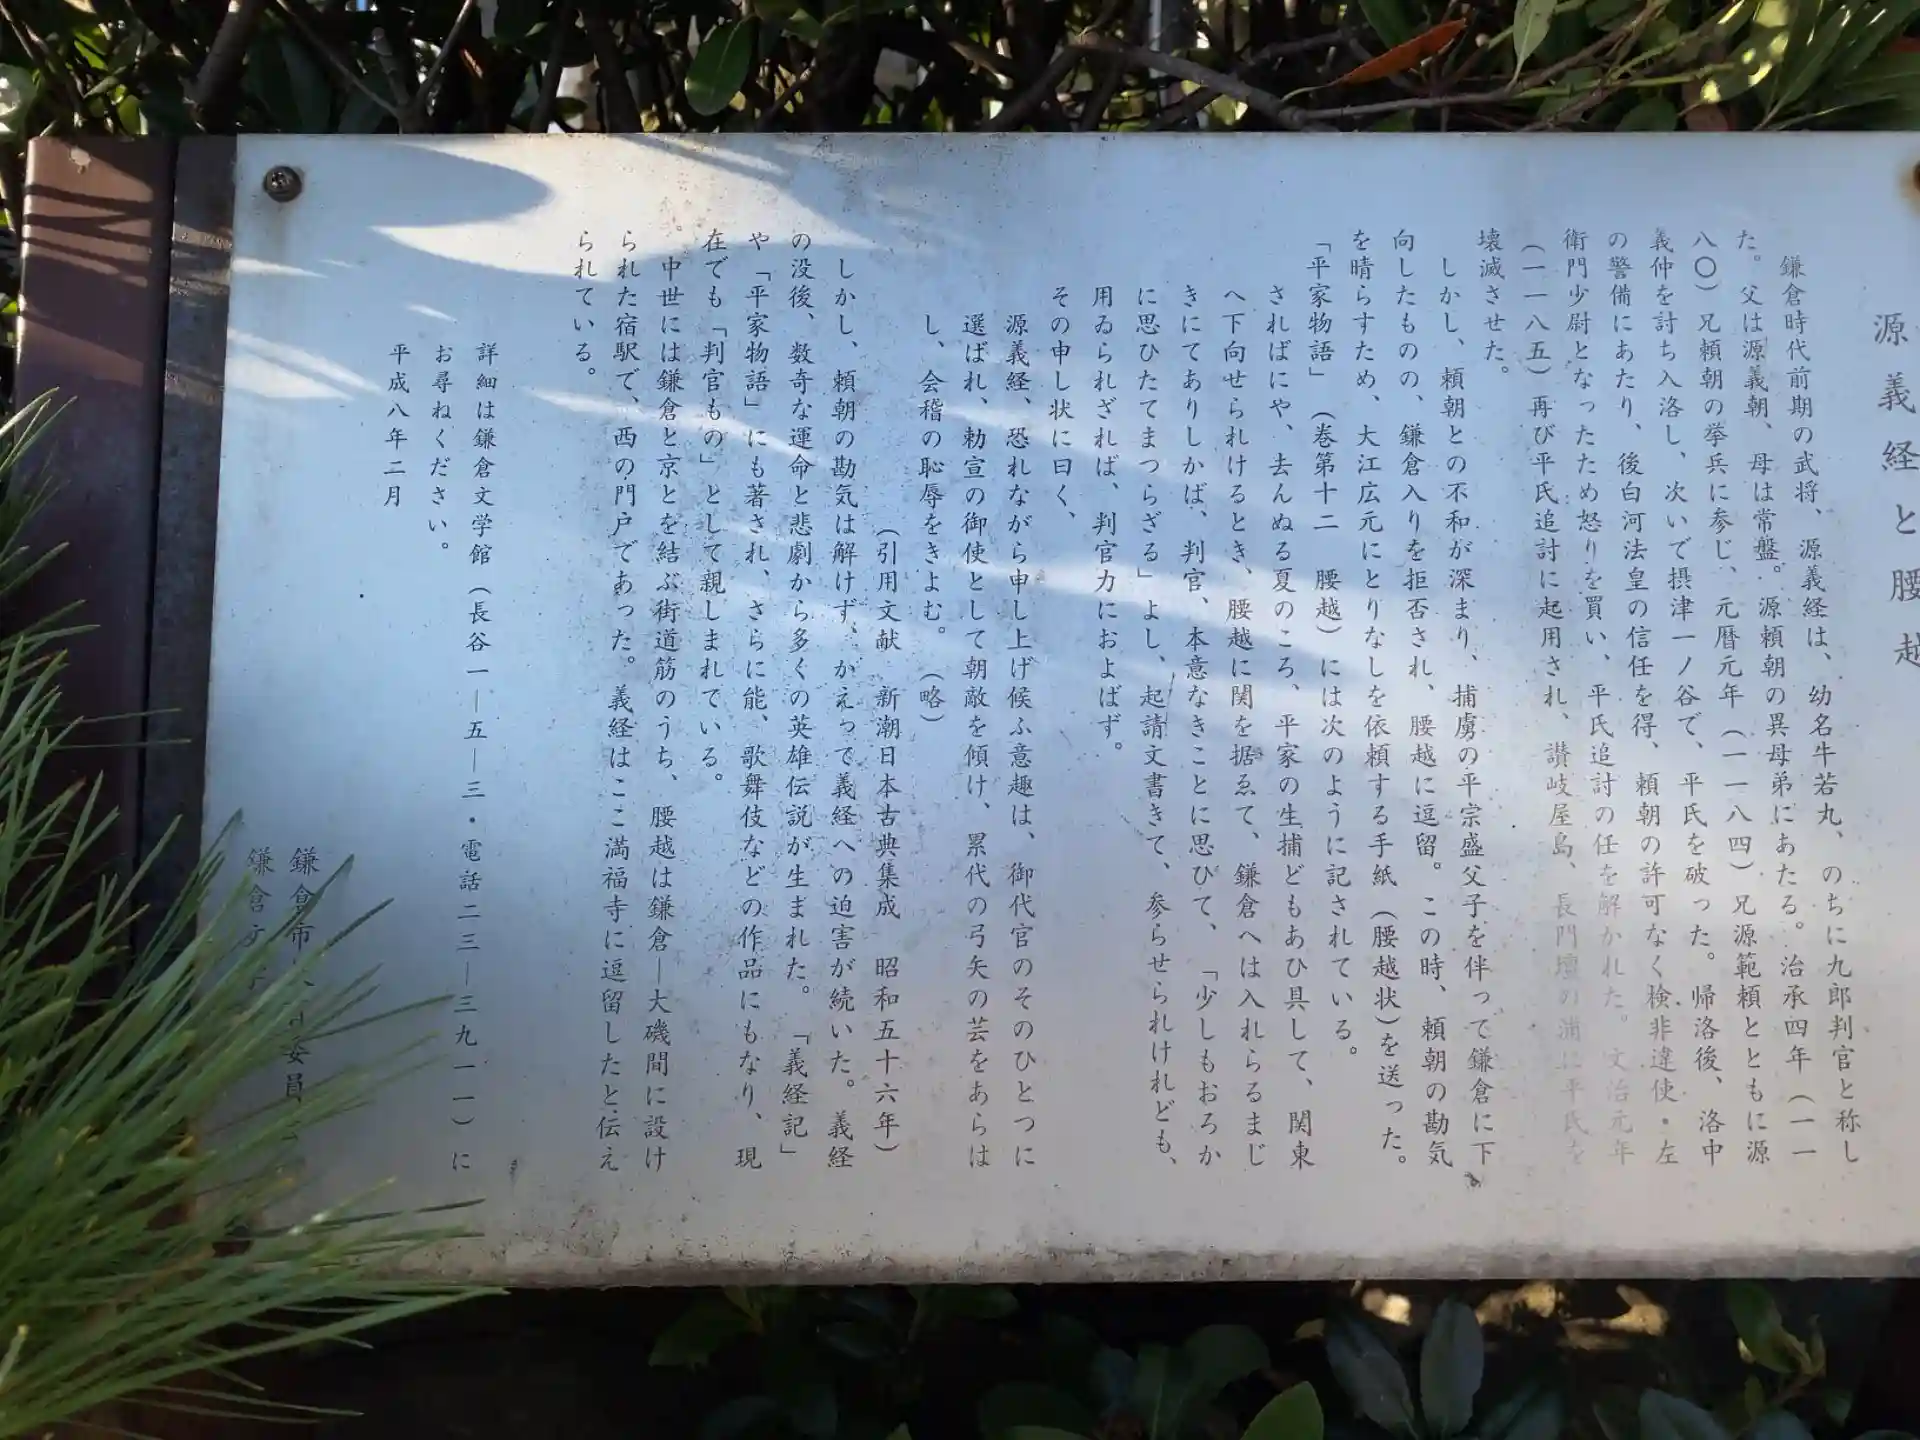 源義経と腰越
鎌倉時代前期の武将、源義経は、幼名牛若丸、のちに九郎判官と称し
た。父は源義朝、母は常盤。源頼朝の異母弟にあたる。治承四年（一一
八〇）兄頼朝の挙兵に参じ、元暦元年（一一八四）兄源範頼とともに源
義仲を討ち入洛し、次いで摂津一ノ谷で、平氏を破った。帰洛後、洛中
の警備にあたり、後白河法皇の信任を得、頼朝の許可なく検非違使・左
衛門少尉となったため怒りを買い、平氏追討の任を解かれた。文治元年
（一一八五）再び平氏追討に起用され、讃岐屋島、長門壇の浦に平氏を
壊滅させた。
しかし、頼朝との不和が深まり、捕虜の平宗盛父子を伴って鎌倉に下
向したものの、鎌倉入りを拒否され、腰越に逗留。この時、頼朝の勘気
を晴らすため、大江広元にとりなしを依頼する手紙（腰越状）を送った。
「平家物語」（巻第十二　腰越）には次のように記されている。
さればにや、去んぬる夏のころ、平家の生捕どもあひ具して、関東
へ下向せられけるとき、腰越に関を据ゑて、鎌倉へは入れらるまじ
きにてありしかば、判官、本意なきことに思ひて、「少しもおろか
に思ひたてまつらざる」よし、起請文書きて、参らせられけれども、
用ゐられざれば、判官力におよばず。
その申し状に曰く、
源義経、恐れながら申し上げ候ふ意趣は、御代官のそのひとつに
選ばれ、勅宣の御使として朝敵を傾け、累代の弓矢の芸をあらは
し、会稽の恥辱をきよむ。（略）
（引用文献　新潮日本古典集成　昭和五十六年）
しかし、頼朝の勘気は解けず、かえって義経への迫害が続いた。義経
の没後、数奇な運命と悲劇から多くの英雄伝説が生まれた。「義経記」
や「平家物語」にも著され、さらに能、歌舞伎などの作品にもなり、現
在でも「判官もの」として親しまれている。
中世には鎌倉と京とを結ぶ街道筋のうち、腰越は鎌倉―大磯間に設け
られた宿駅で、西の門戸であった。義経はここ満福寺に逗留したと伝え
られている。
詳細は鎌倉文学館（長谷一―五―三・電話二三―三九一一）に
お尋ねください。
平成八年二月
鎌倉市 委員
鎌倉